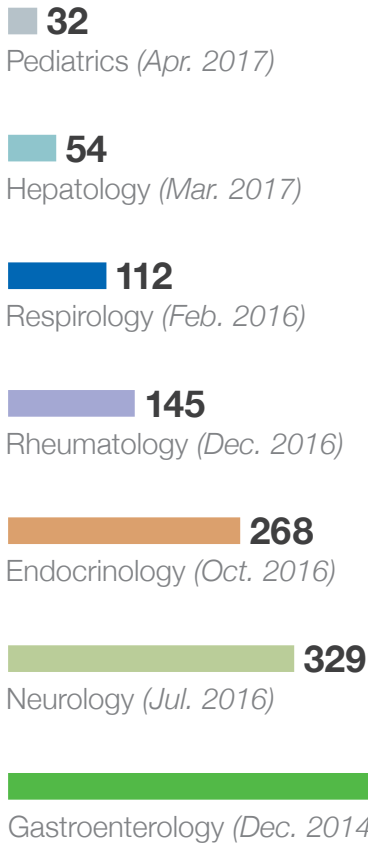 32
Pediatrics (Apr. 2017)
54
Hepatology (Mar. 2017)
112
Respirology (Feb. 2016)
145
Rheumatology (Dec. 2016)
268
Endocrinology (Oct. 2016)
329
Neurology (Jul. 2016)
Gastroenterology (Dec. 2014